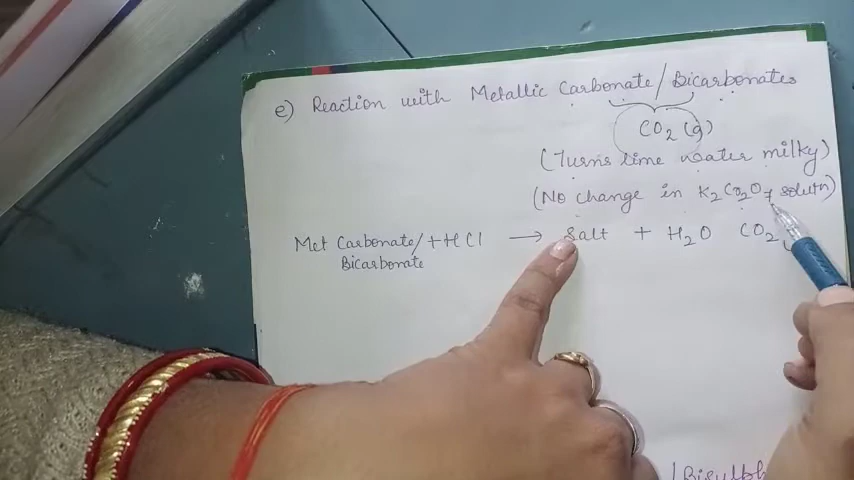 e) Reaction with Metallic Carbonate/Bicarbonates
CO₂ (g)
(Turns lime water milky)
(No change in K₂Cr₂O₇ solutn)
Met Carbonate/ + HCl → Salt + H₂O CO₂
Bicarbonate